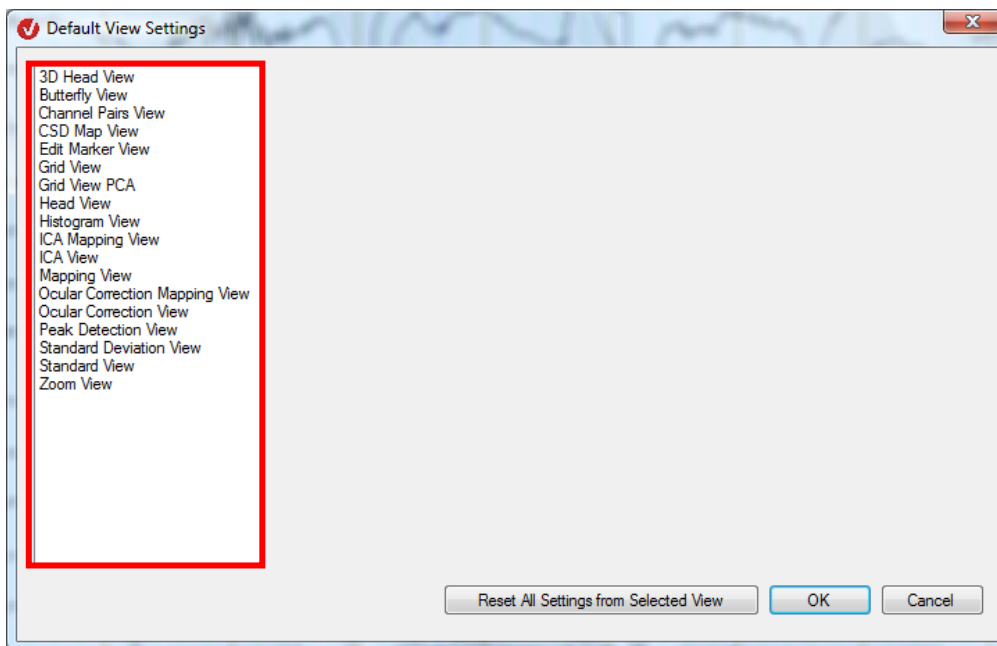 Default View Settings
3D Head View
Butterfly View
Channel Pairs View
CSD Map View
Edit Marker View
Grid View
Grid View PCA
Head View
Histogram View
ICA Mapping View
ICA View
Mapping View
Ocular Correction Mapping View
Ocular Correction View
Peak Detection View
Standard Deviation View
Standard View
Zoom View
Reset All Settings from Selected View OK Cancel